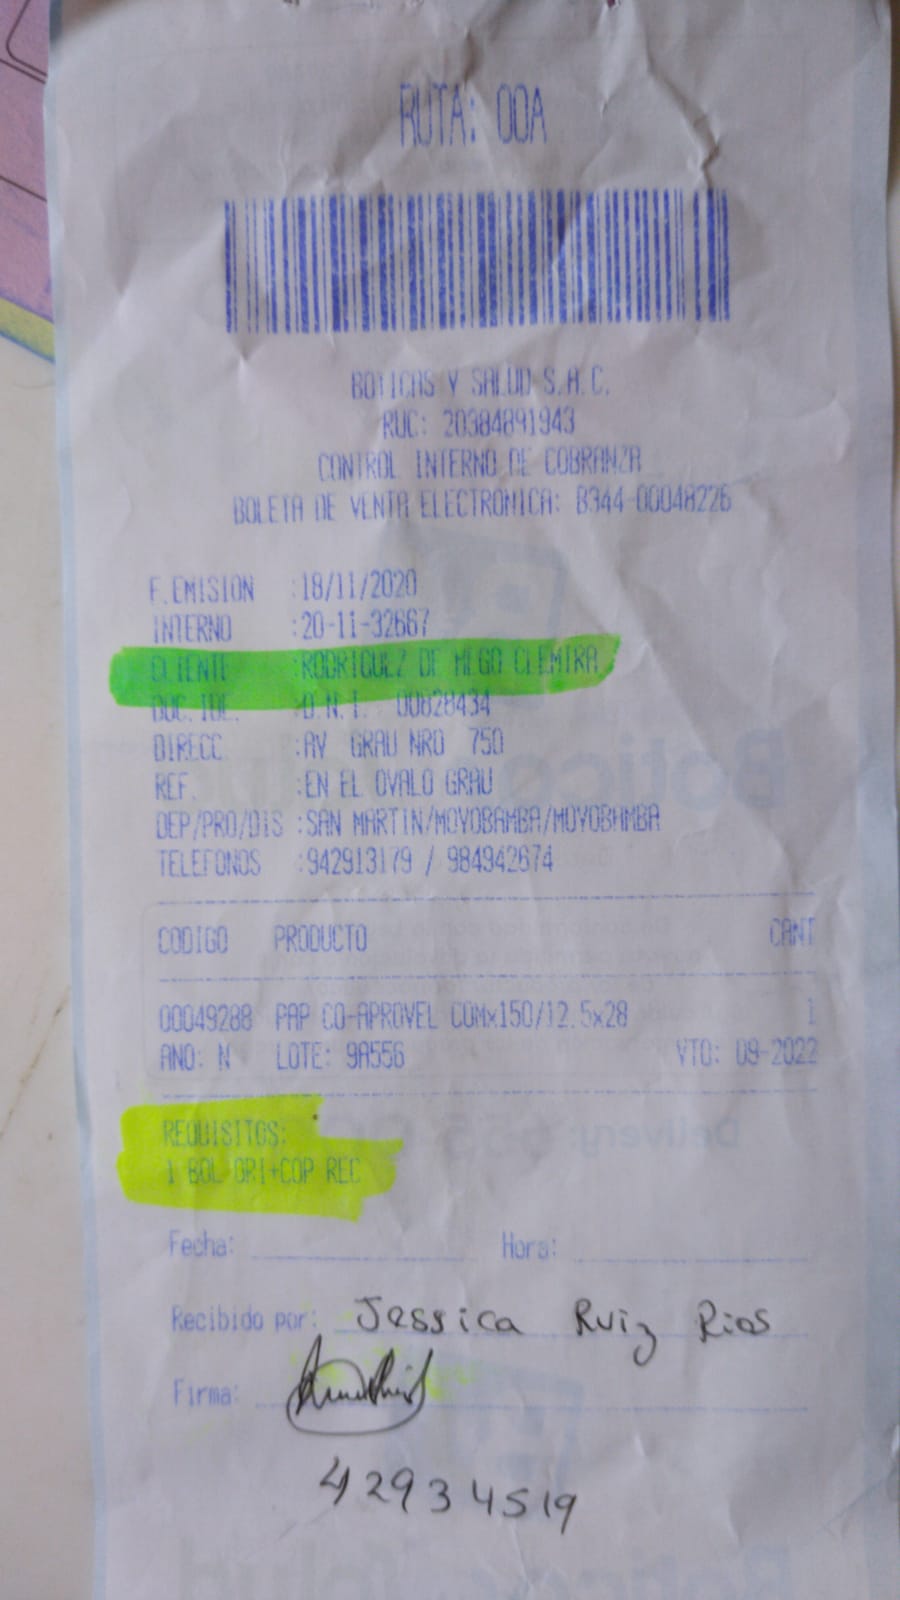 RUTA: 00A
BOTICAS Y SALUD S.A.C.
RUC: 20384891943
CONTROL INTERNO DE COBRANZA
BOLETA DE VENTA ELECTRONICA: B344-00048226
F.EMISION :18/11/2020
INTERNO :20-11-32667
CLIENTE :RODRIGUEZ DE MEGO CLEMIRA
DOC.IDE. :D.N.I. 00828434
DIRECC. :AV GRAU NRO 750
REF. :EN EL OVALO GRAU
DEP/PRO/DIS :SAN MARTIN/MOYOBAMBA/MOYOBAMBA
TELEFONOS :942913179 / 984942674
CODIGO PRODUCTO CANT
00049288 PAP CO-APROVEL COMx150/12.5x28 1
ANO: N LOTE: 9A556 VTO: 09-2022
REQUISITOS:
1 BOL ORI+COP REC
Fecha: Hora:
Recibido por: Jessica Ruiz Rios
Firma:
42934519